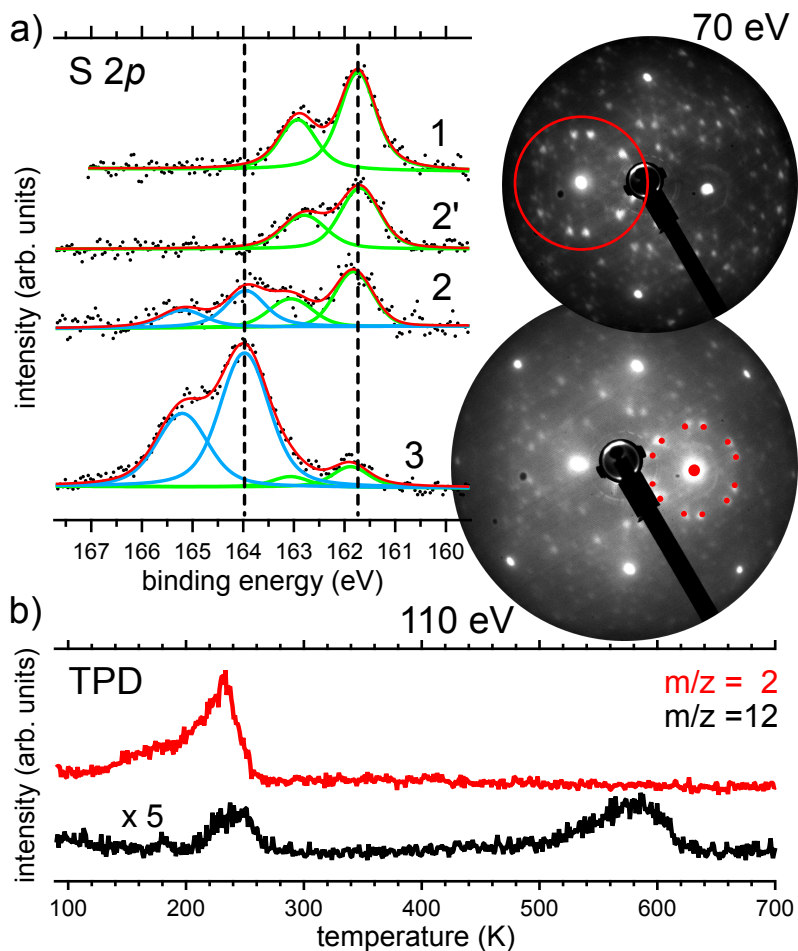 a)
70 eV
S 2p
1
2'
2
3
intensity (arb. units)
167 166 165 164 163 162 161 160
binding energy (eV)
110 eV
b)
TPD
m/z = 2
m/z =12
x 5
intensity (arb. units)
100 200 300 400 500 600 700
temperature (K)